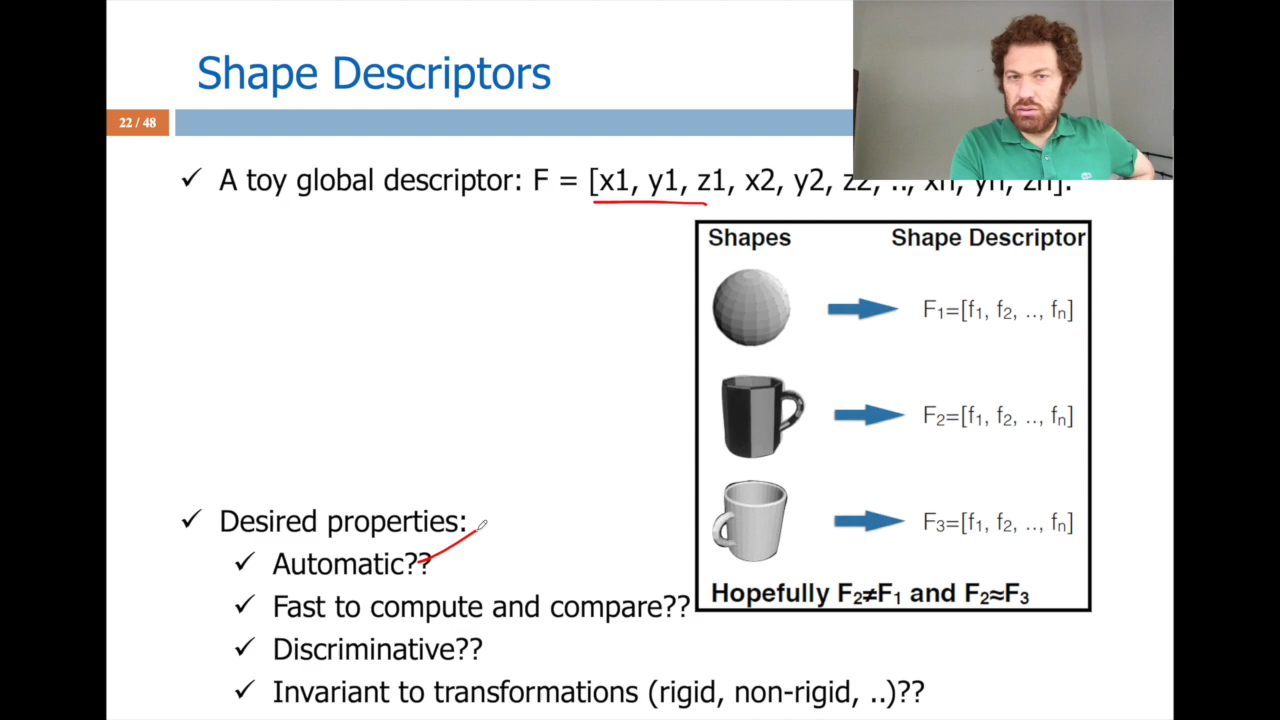 Shape Descriptors
22 / 48
✓ A toy global descriptor: F = [x1, y1, z1, x2, y2, z2, .., xn, yn, zn].
Shapes Shape Descriptor
F₁=[f₁, f₂, .., fₙ]
F₂=[f₁, f₂, .., fₙ]
F₃=[f₁, f₂, .., fₙ]
Hopefully F₂≠F₁ and F₂≈F₃
✓ Desired properties:
✓ Automatic??
✓ Fast to compute and compare??
✓ Discriminative??
✓ Invariant to transformations (rigid, non-rigid, ..)??